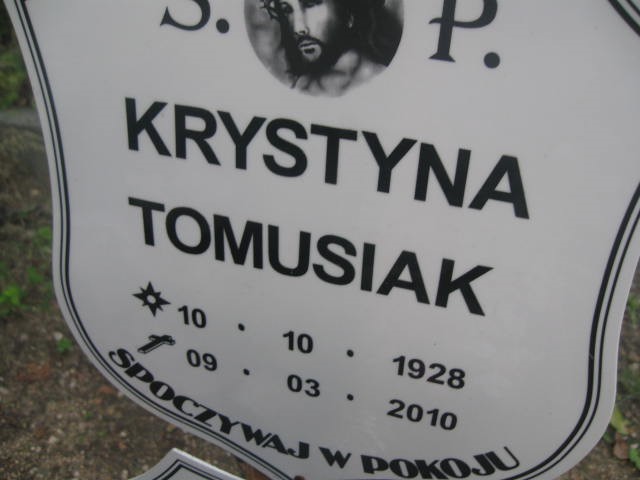 Ś. P.
KRYSTYNA
TOMUSIAK
10 . 10 . 1928
09 . 03 . 2010
SPOCZYWAJ W POKOJU